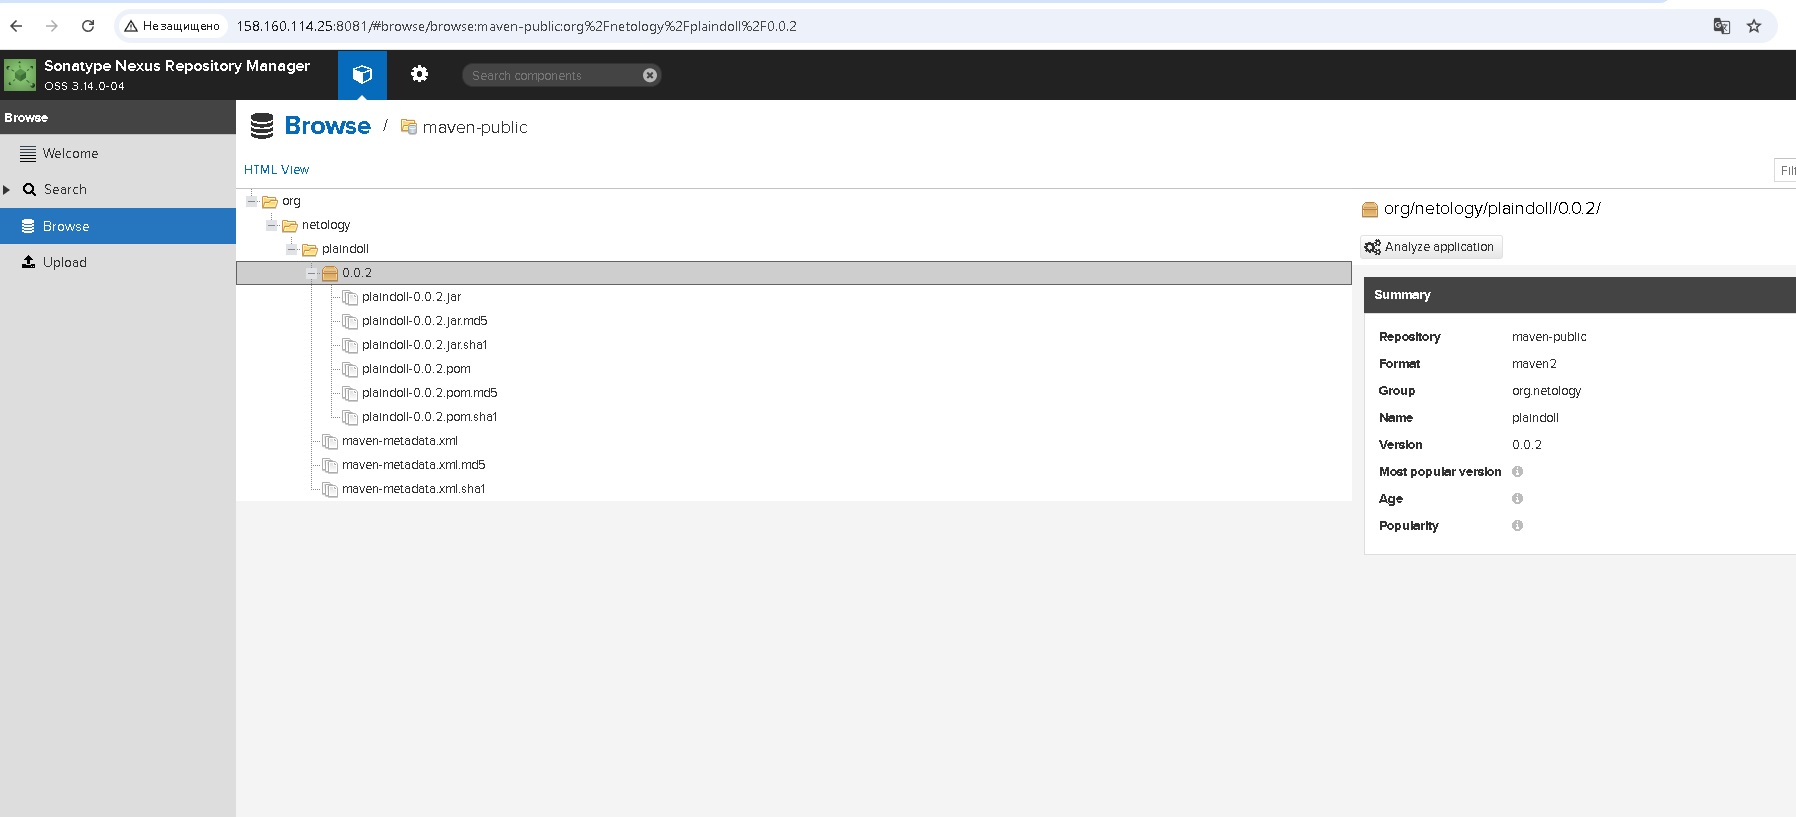 Не защищено 158.160.114.25:8081/#browse/browse:maven-public:org%2Fnetology%2Fplaindoll%2F0.0.2
Sonatype Nexus Repository Manager
OSS 3.14.0-04
Search components
Browse
Welcome
Search
Browse
Upload
Browse / maven-public
HTML View
Filt
org
netology
plaindoll
0.0.2
plaindoll-0.0.2.jar
plaindoll-0.0.2.jar.md5
plaindoll-0.0.2.jar.sha1
plaindoll-0.0.2.pom
plaindoll-0.0.2.pom.md5
plaindoll-0.0.2.pom.sha1
maven-metadata.xml
maven-metadata.xml.md5
maven-metadata.xml.sha1
org/netology/plaindoll/0.0.2/
Analyze application
Summary
Repository maven-public
Format maven2
Group org.netology
Name plaindoll
Version 0.0.2
Most popular version
Age
Popularity